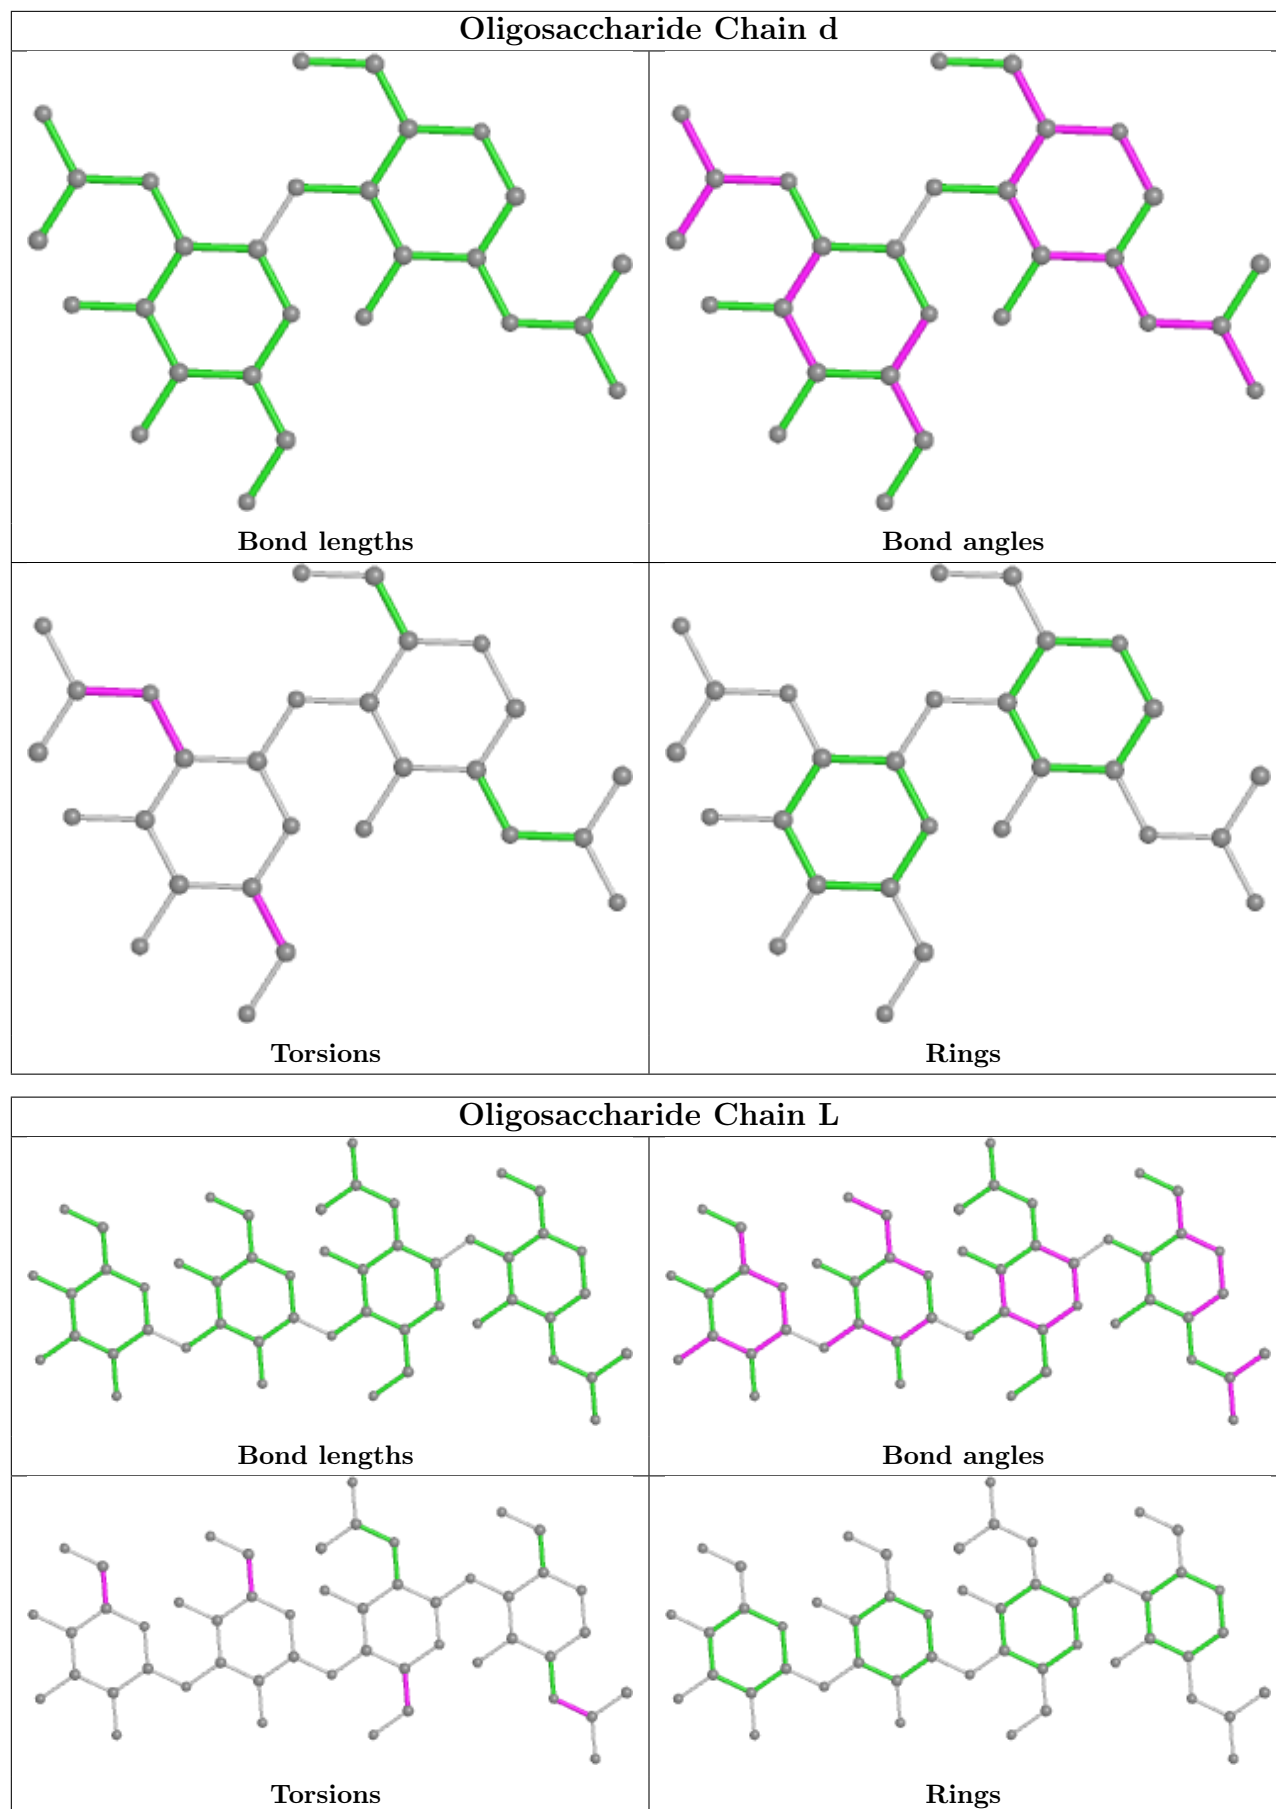 Oligosaccharide Chain d
Bond lengths
Bond angles
Torsions
Rings
Oligosaccharide Chain L
Bond lengths
Bond angles
Torsions
Rings